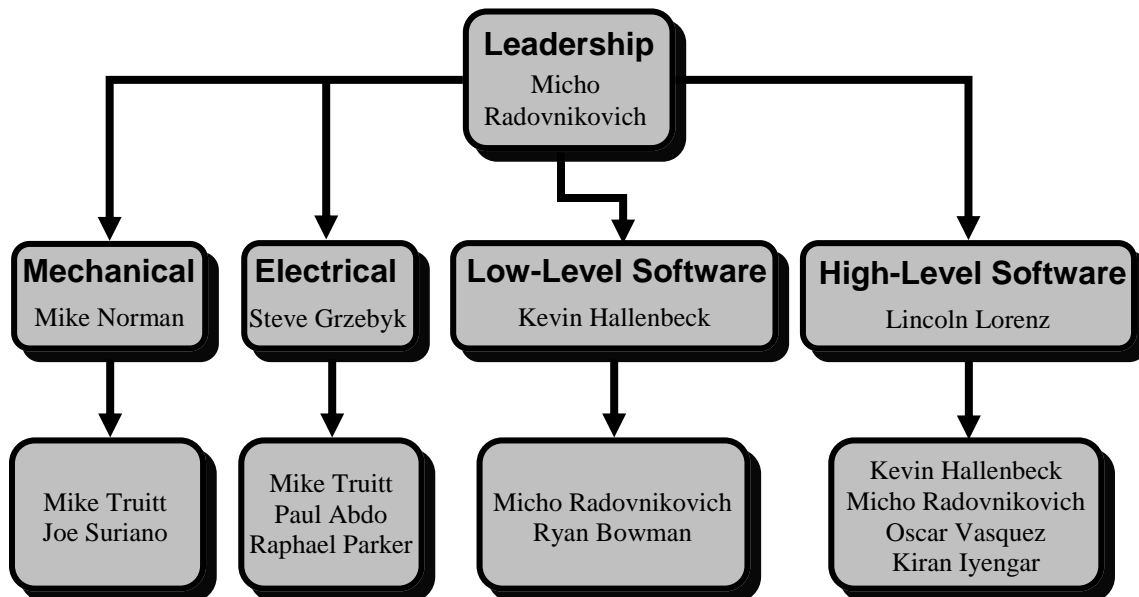 Leadership
Micho
Radovnikovich
Mechanical
Mike Norman
Electrical
Steve Grzebyk
Low-Level Software
Kevin Hallenbeck
High-Level Software
Lincoln Lorenz
Mike Truitt
Joe Suriano
Mike Truitt
Paul Abdo
Raphael Parker
Micho Radovnikovich
Ryan Bowman
Kevin Hallenbeck
Micho Radovnikovich
Oscar Vasquez
Kiran Iyengar